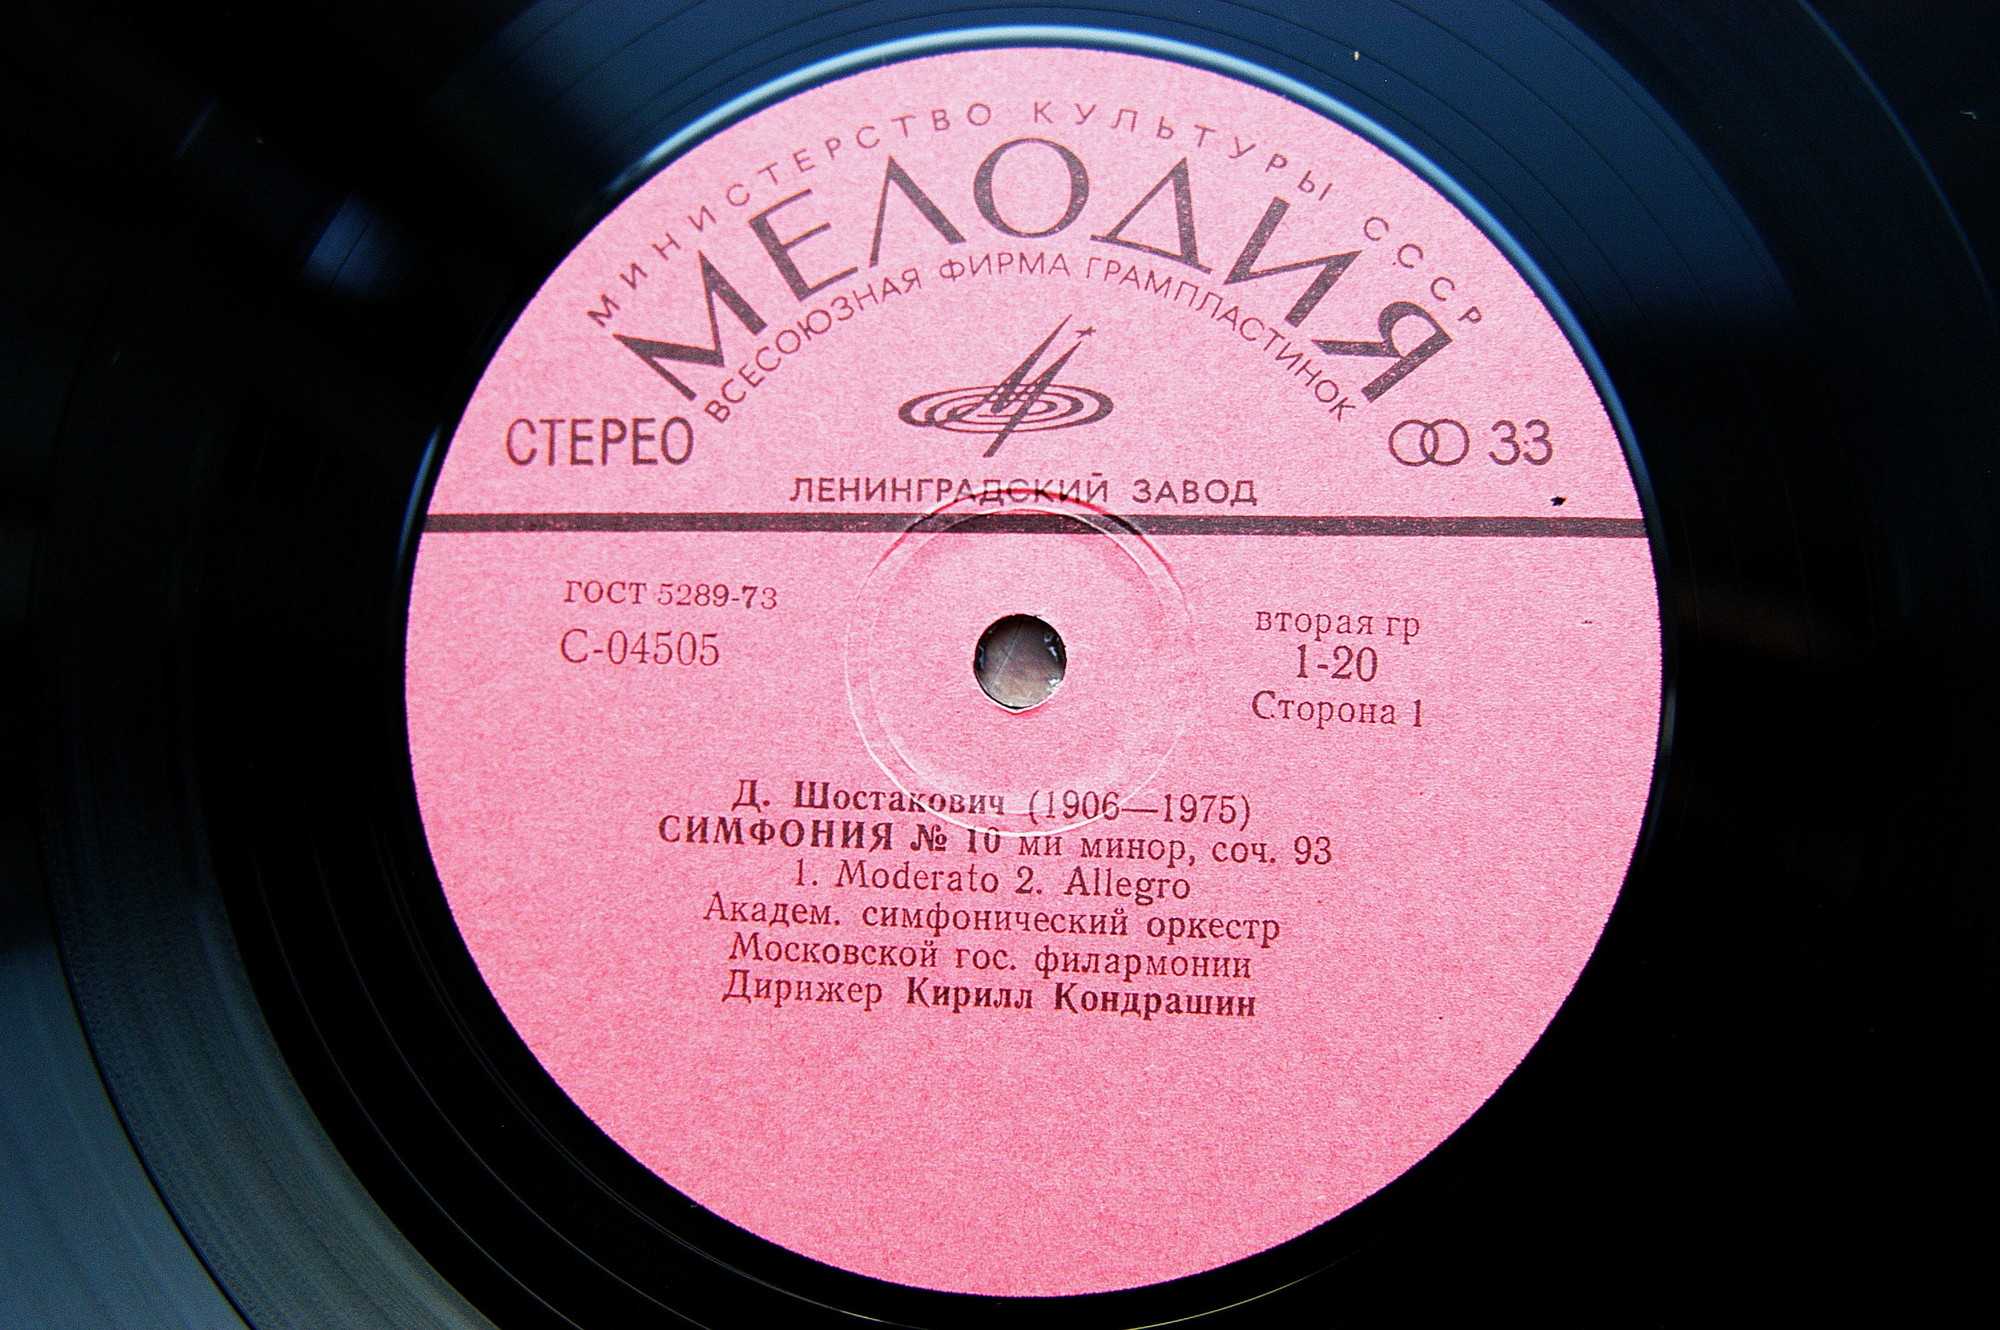 МИНИСТЕРСТВО КУЛЬТУРЫ СССР
МЕЛОДИЯ
ВСЕСОЮЗНАЯ ФИРМА ГРАМПЛАСТИНОК
СТЕРЕО
33
ЛЕНИНГРАДСКИЙ ЗАВОД
ГОСТ 5289-73
С-04505
вторая гр
1-20
Сторона 1
Д. Шостакович (1906—1975)
СИМФОНИЯ № 10 ми минор, соч. 93
1. Moderato 2. Allegro
Академ. симфонический оркестр
Московской гос. филармонии
Дирижер Кирилл Кондрашин